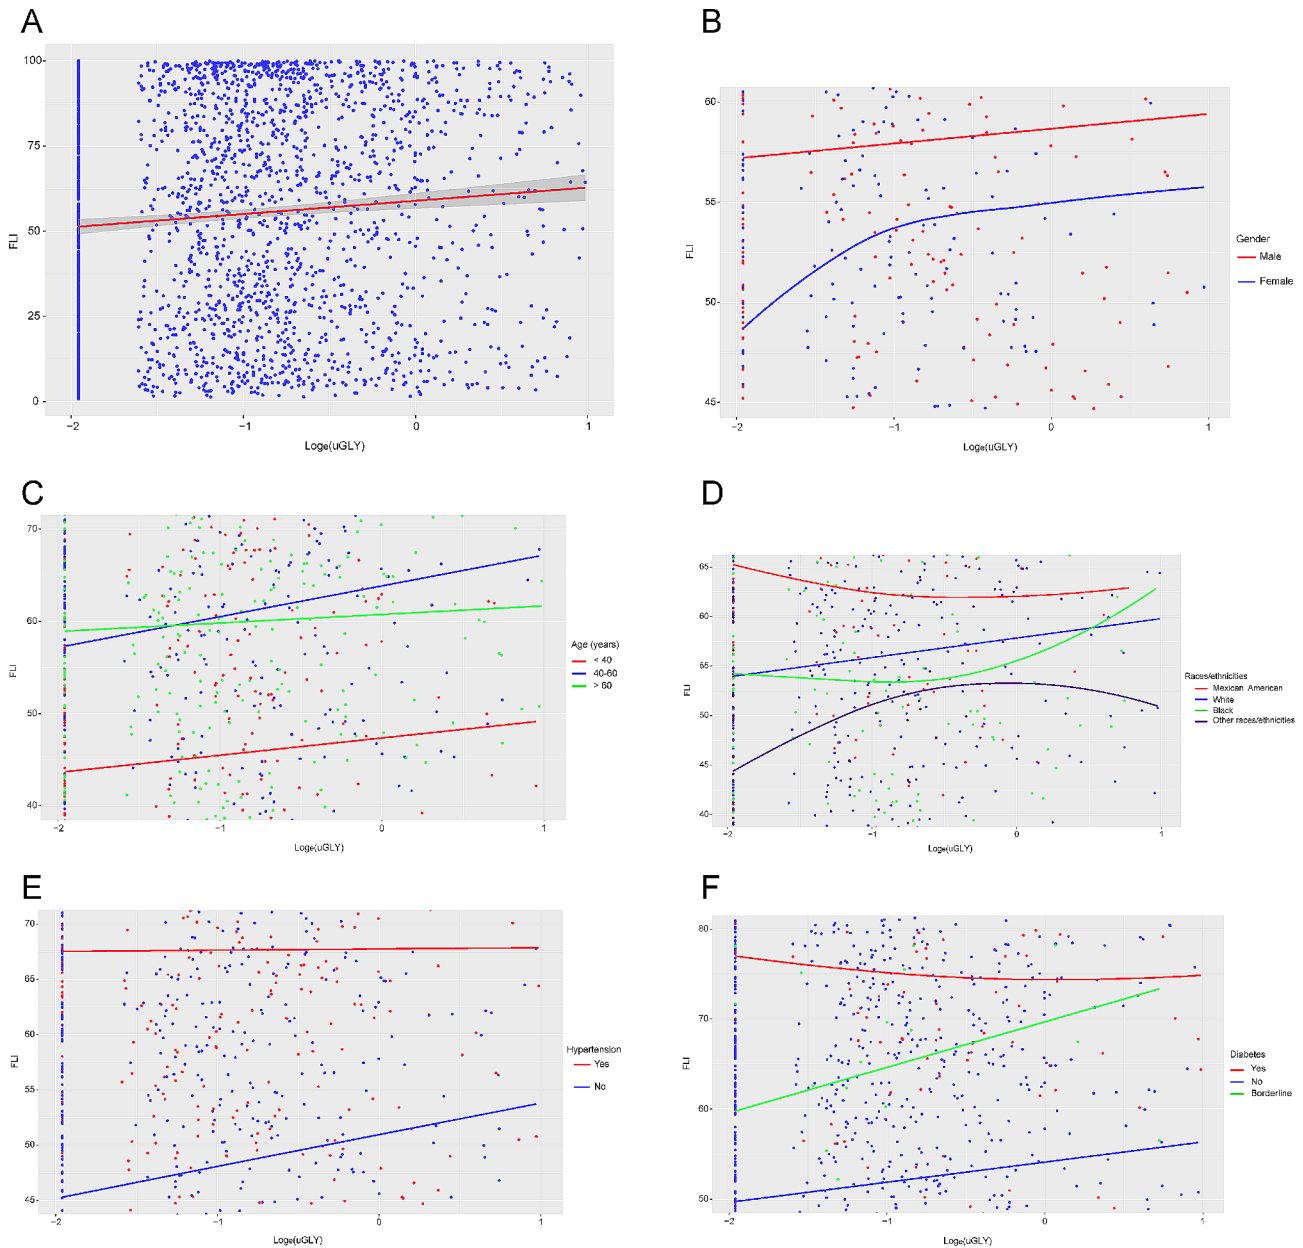 A
100
75
50
25
0
FLI
−2
−1
0
1
Logₑ(uGLY)
B
60
55
50
45
FLI
−2
−1
0
1
Logₑ(uGLY)
Gender
Male
Female
C
70
60
50
40
FLI
−2
−1
0
1
Logₑ(uGLY)
Age (years)
< 40
40-60
> 60
D
65
60
55
50
45
40
FLI
−2
−1
0
1
Logₑ(uGLY)
Races/ethnicities
Mexican American
White
Black
Other races/ethnicities
E
70
65
60
55
50
45
FLI
−2
−1
0
1
Logₑ(uGLY)
Hypertension
Yes
No
F
80
70
60
50
FLI
−2
−1
0
1
Logₑ(uGLY)
Diabetes
Yes
No
Borderline